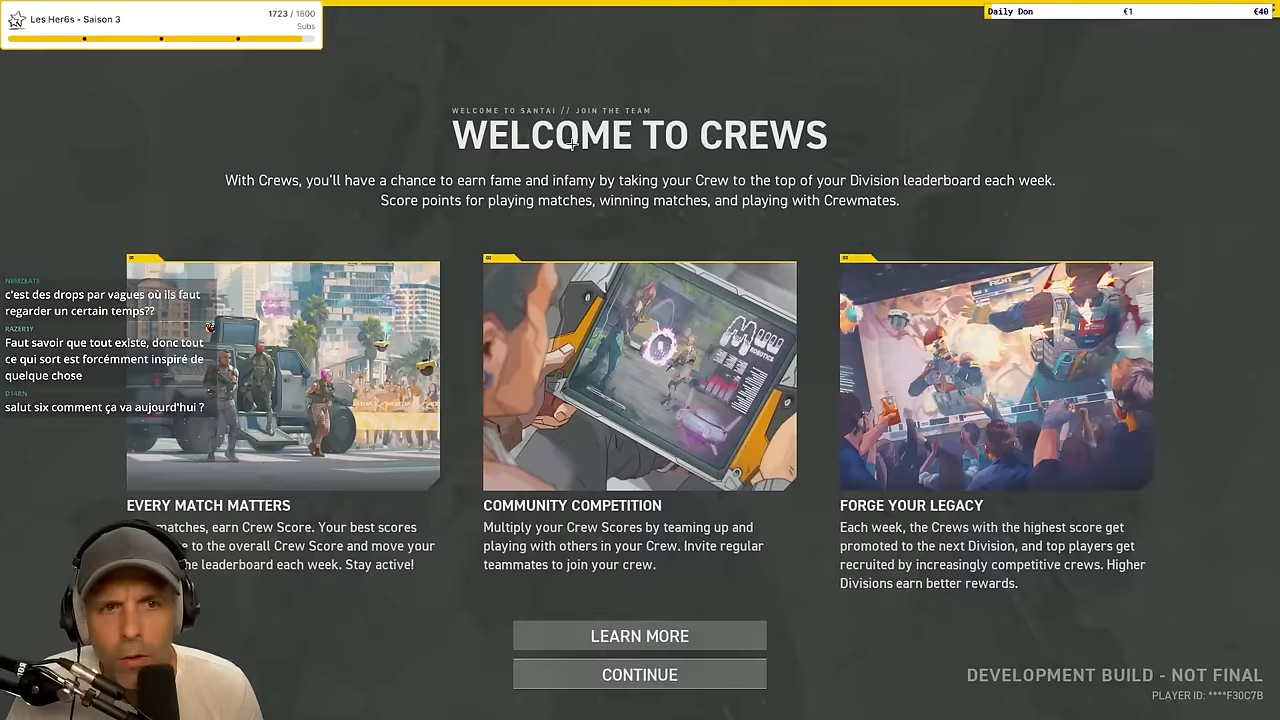 Les Her6s - Saison 3
1723 / 1800
Subs
Daily Don
€1
€40
WELCOME TO SANTAI // JOIN THE TEAM
WELCOME TO CREWS
With Crews, you'll have a chance to earn fame and infamy by taking your Crew to the top of your Division leaderboard each week.
Score points for playing matches, winning matches, and playing with Crewmates.
NEMZEATS
c'est des drops par vagues où ils faut
regarder un certain temps??
RAZER1Y
Faut savoir que tout existe, donc tout
ce qui sort est forcémment inspiré de
quelque chose
D14RN
salut six comment ça va aujourd'hui ?
01
EVERY MATCH MATTERS
matches, earn Crew Score. Your best scores
to the overall Crew Score and move your
leaderboard each week. Stay active!
02
ROBOTICS
COMMUNITY COMPETITION
Multiply your Crew Scores by teaming up and
playing with others in your Crew. Invite regular
teammates to join your crew.
03
FORGE YOUR LEGACY
Each week, the Crews with the highest score get
promoted to the next Division, and top players get
recruited by increasingly competitive crews. Higher
Divisions earn better rewards.
LEARN MORE
CONTINUE
DEVELOPMENT BUILD - NOT FINAL
PLAYER ID: ****F30C7B